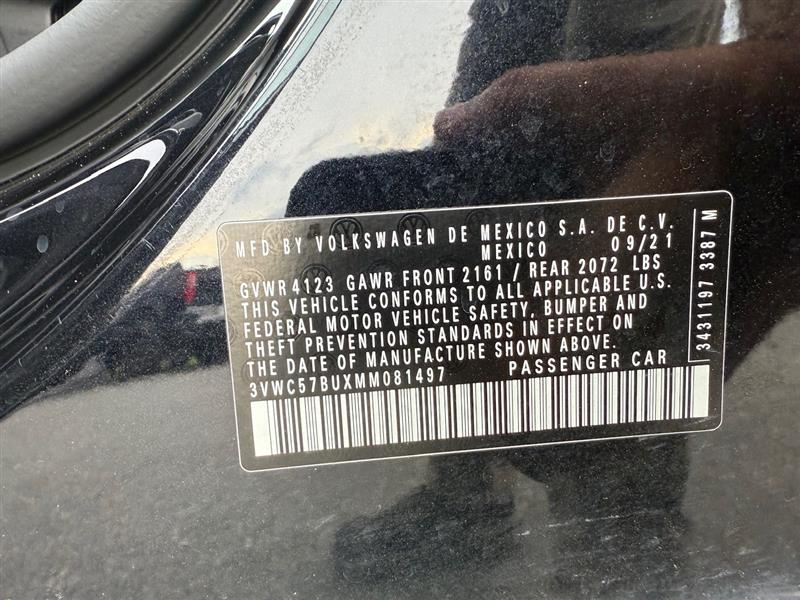 MFD BY VOLKSWAGEN DE MEXICO S.A. DE C.V.
MEXICO 09/21
GVWR 4123 GAWR FRONT 2161 / REAR 2072 LBS
THIS VEHICLE CONFORMS TO ALL APPLICABLE U.S.
FEDERAL MOTOR VEHICLE SAFETY, BUMPER AND
THEFT PREVENTION STANDARDS IN EFFECT ON
THE DATE OF MANUFACTURE SHOWN ABOVE.
3VWC57BUXMM081497 PASSENGER CAR
3431197 3387 M